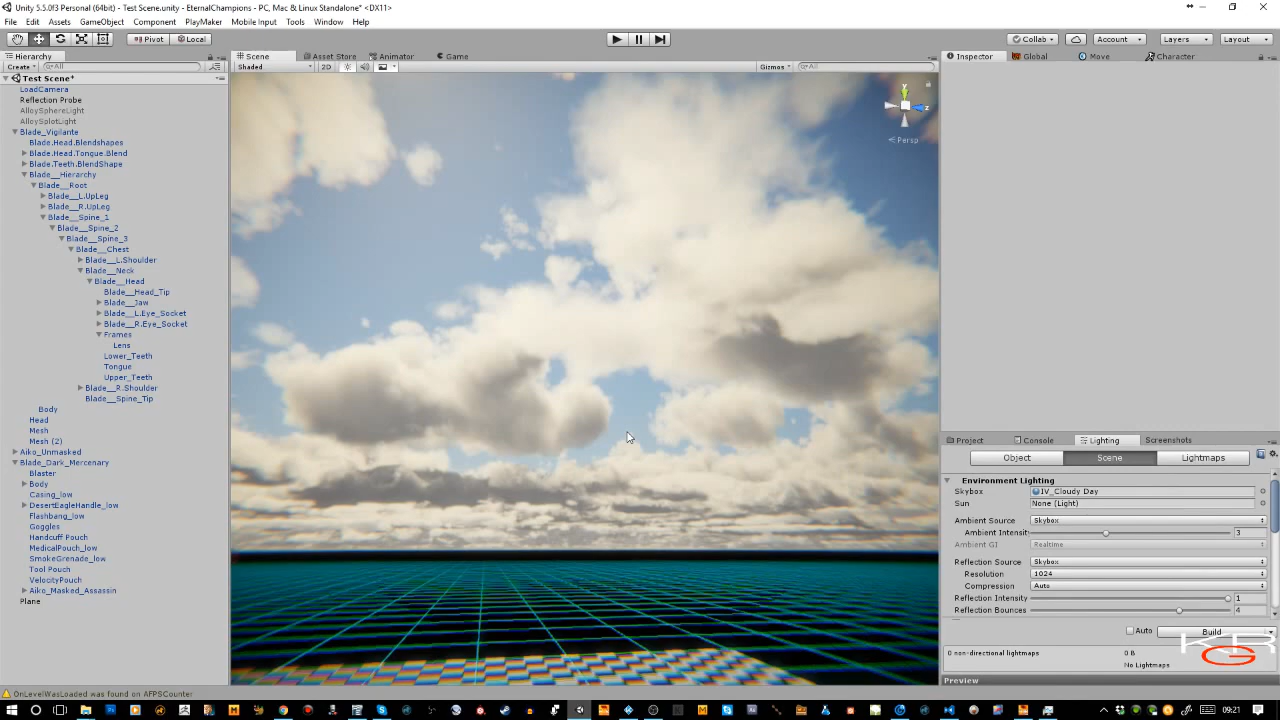 Unity 5.5.0f3 Personal (64bit) - Test Scene.unity - EternalChampions - PC, Mac & Linux Standalone* <DX11>
File Edit Assets GameObject Component PlayMaker Mobile Input Tools Window Help
Pivot Local Collab Account Layers Layout
Hierarchy Scene Asset Store Animator Game Inspector Global Move Character
Create All Shaded 2D Gizmos All
Test Scene*
LoadCamera
Reflection Probe
AlloySphereLight
AlloySplotLight
Blade_Vigilante
Blade.Head.Blendshapes
Blade.Head.Tongue.Blend
Blade.Teeth.BlendShape
Blade__Hierarchy
Blade__Root
Blade__L.UpLeg
Blade__R.UpLeg
Blade__Spine_1
Blade__Spine_2
Blade__Spine_3
Blade__Chest
Blade__L.Shoulder
Blade__Neck
Blade__Head
Blade__Head_Tip
Blade__Jaw
Blade__L.Eye_Socket
Blade__R.Eye_Socket
Frames
Lens
Lower_Teeth
Tongue
Upper_Teeth
Blade__R.Shoulder
Blade__Spine_Tip
Body
Head
Mesh
Mesh (2)
Aiko_Unmasked
Blade_Dark_Mercenary
Blaster
Body
Casing_low
DesertEagleHandle_low
Flashbang_low
Goggles
Handcuff Pouch
MedicalPouch_low
SmokeGrenade_low
Tool Pouch
VelocityPouch
Aiko_Masked_Assassin
Plane
y
z
Persp
Project Console Lighting Screenshots
Object Scene Lightmaps
Environment Lighting
Skybox IV_Cloudy Day
Sun None (Light)
Ambient Source Skybox
Ambient Intensit 3
Ambient GI Realtime
Reflection Source Skybox
Resolution 1024
Compression Auto
Reflection Intensity 1
Reflection Bounces 4
Auto Build
0 non-directional lightmaps 0 B
No Lightmaps
Preview
OnLevelWasLoaded was found on AFPSCounter
09:23